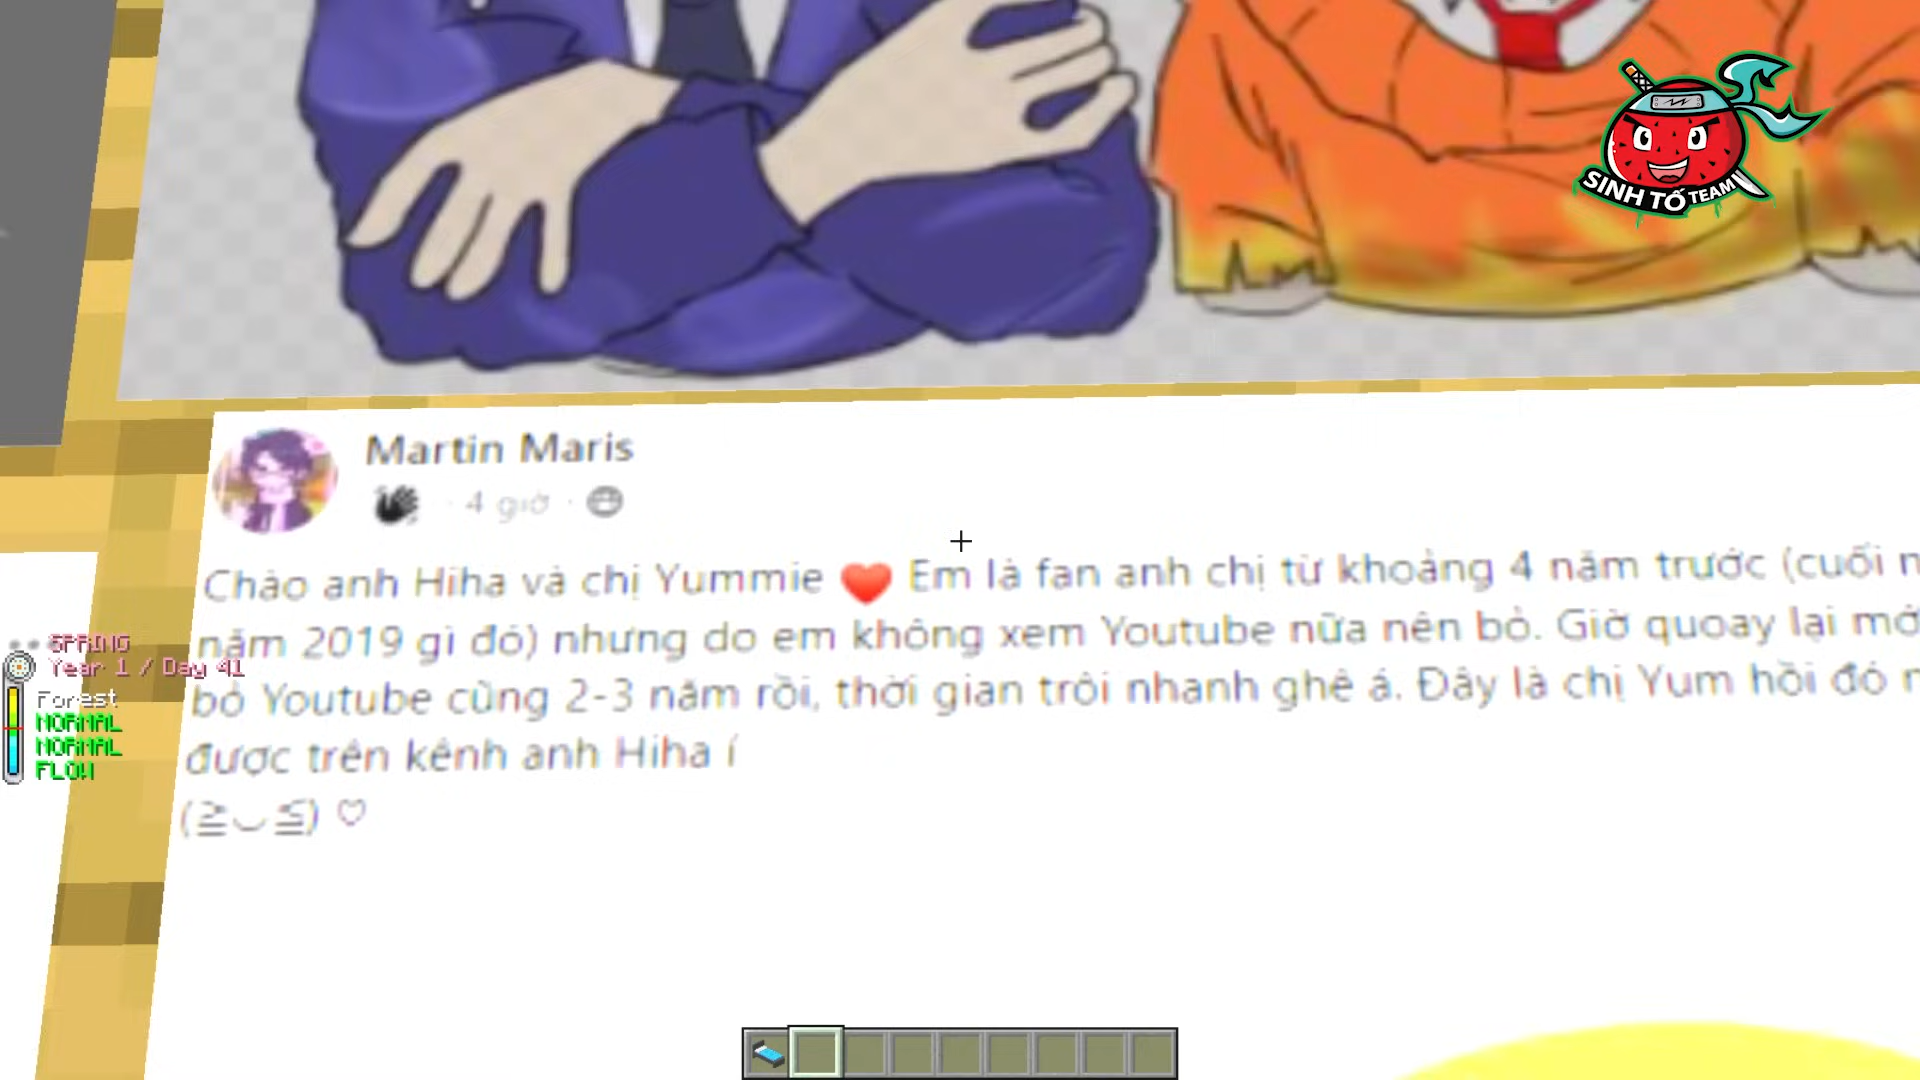 SINH TỐ TEAM
Martin Maris
· 4 giờ ·
Chào anh Hiha và chị Yummie ❤️ Em là fan anh chị từ khoảng 4 năm trước (cuối
năm 2019 gì đó) nhưng do em không xem Youtube nữa nên bỏ. Giờ quoay lại
bỏ Youtube cũng 2-3 năm rồi, thời gian trôi nhanh ghê á. Đây là chị Yum hồi đó
được trên kênh anh Hiha í
(≧◡≦) ♡
SPRING
Year 1 / Day 41
Forest
NORMAL
NORMAL
FLOW